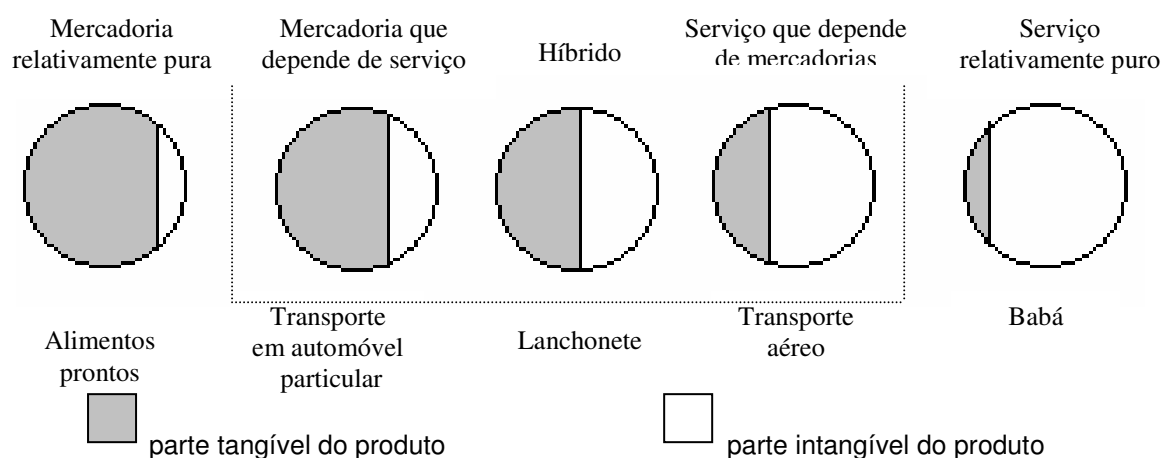 Mercadoria
relativamente pura
Mercadoria que
depende de serviço
Híbrido
Serviço que depende
de mercadorias
Serviço
relativamente puro
Alimentos
prontos
Transporte
em automóvel
particular
Lanchonete
Transporte
aéreo
Babá
parte tangível do produto
parte intangível do produto